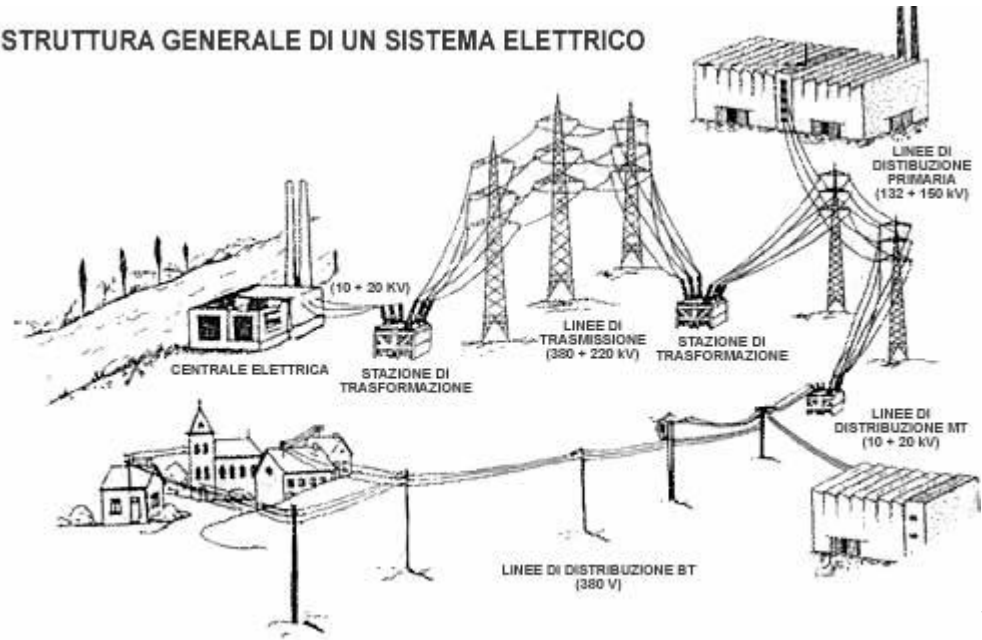 STRUTTURA GENERALE DI UN SISTEMA ELETTRICO
LINEE DI
DISTIBUZIONE
PRIMARIA
(132 + 150 kV)
(10 + 20 KV)
CENTRALE ELETTRICA
STAZIONE DI
TRASFORMAZIONE
LINEE DI
TRASMISSIONE
(380 + 220 kV)
STAZIONE DI
TRASFORMAZIONE
LINEE DI
DISTRIBUZIONE MT
(10 + 20 kV)
LINEE DI DISTRIBUZIONE BT
(380 V)